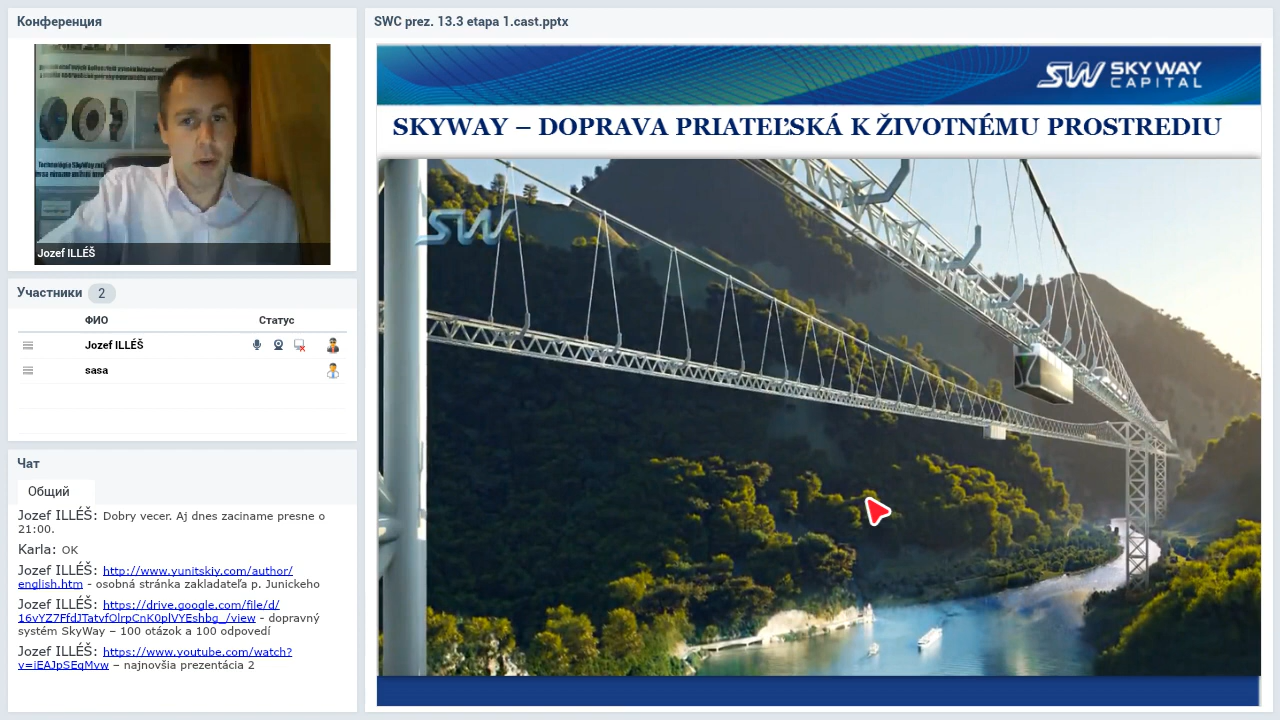 Конференция
Jozef ILLÉŠ
Участники 2
ФИО Статус
Jozef ILLÉŠ
sasa
Чат
Общий
Jozef ILLÉŠ: Dobry vecer. Aj dnes zaciname presne o
21:00.
Karla: OK
Jozef ILLÉŠ: http://www.yunitskiy.com/author/
english.htm - osobná stránka zakladateľa p. Junickeho
Jozef ILLÉŠ: https://drive.google.com/file/d/
16vYZ7FfdJTatvfOlrpCnK0plVYEshbg_/view - dopravný
systém SkyWay – 100 otázok a 100 odpovedí
Jozef ILLÉŠ: https://www.youtube.com/watch?
v=iEAJpSEqMvw – najnovšia prezentácia 2
SWC prez. 13.3 etapa 1.cast.pptx
SW SKY WAY
CAPITAL
SKYWAY – DOPRAVA PRIATEĽSKÁ K ŽIVOTNÉMU PROSTREDIU
SW